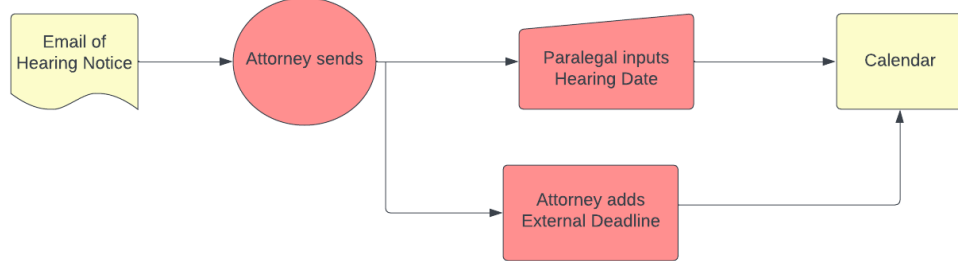 Email of
Hearing Notice
Attorney sends
Paralegal inputs
Hearing Date
Calendar
Attorney adds
External Deadline